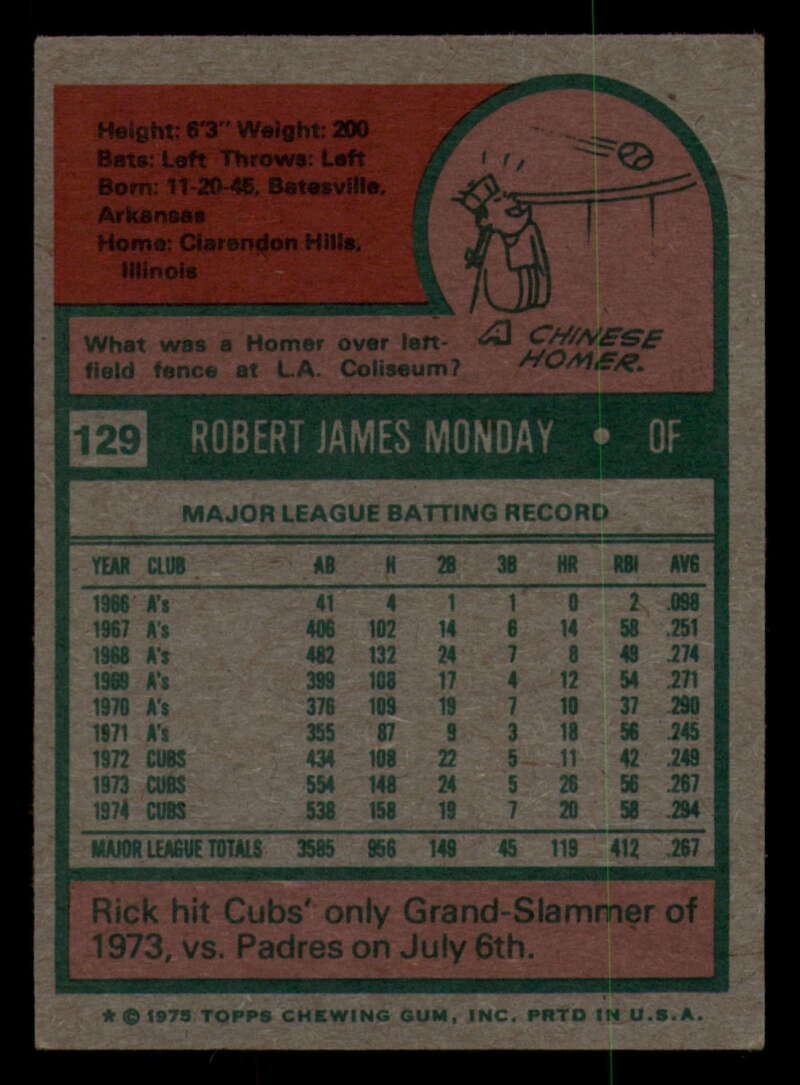 Height: 6'3" Weight: 200
Bats: Left Throws: Left
Born: 11-20-45, Batesville,
Arkansas
Home: Clarendon Hills,
Illinois
What was a Homer over left-
field fence at L.A. Coliseum?
A CHINESE
HOMER.
129 ROBERT JAMES MONDAY • OF
MAJOR LEAGUE BATTING RECORD
YEAR CLUB AB H 2B 3B HR RBI AVG
1966 A's 41 4 1 1 0 2 .098
1967 A's 406 102 14 6 14 58 .251
1968 A's 482 132 24 7 8 49 .274
1969 A's 399 108 17 4 12 54 .271
1970 A's 376 109 19 7 10 37 .290
1971 A's 355 87 9 3 18 56 .245
1972 CUBS 434 108 22 5 11 42 .249
1973 CUBS 554 148 24 5 26 56 .267
1974 CUBS 538 158 19 7 20 58 .294
MAJOR LEAGUE TOTALS 3585 956 149 45 119 412 .267
Rick hit Cubs' only Grand-Slammer of
1973, vs. Padres on July 6th.
* © 1975 TOPPS CHEWING GUM, INC. PRTD IN U.S.A.